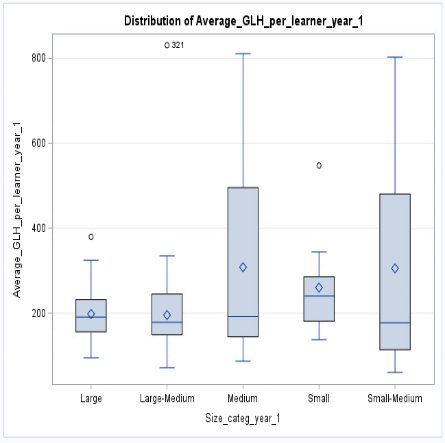 Distribution of Average_GLH_per_learner_year_1
321
800
600
400
200
Average_GLH_per_learner_year_1
Large
Large-Medium
Medium
Small
Small-Medium
Size_categ_year_1